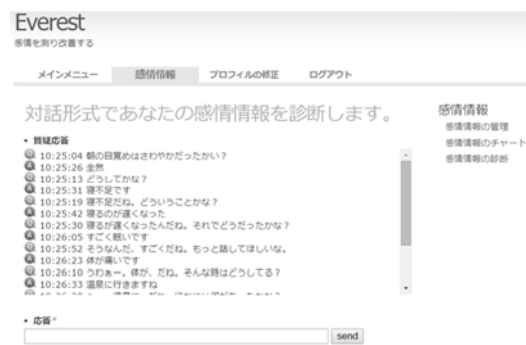 Everest
感情を測り改善する
メインメニュー 感情情報 プロフィルの修正 ログアウト
対話形式であなたの感情情報を診断します。
感情情報
感情情報の管理
感情情報のチャート
感情情報の診断
• 質疑応答
Q 10:25:04 朝の目覚めはさわやかだったかい？
A 10:25:26 全然
Q 10:25:13 どうしてかな？
A 10:25:31 寝不足です
Q 10:25:19 寝不足だね。どういうことかな？
A 10:25:42 寝るのが遅くなった
Q 10:25:30 寝るが遅くなったんだね。それでどうだったかな？
A 10:26:05 すごく眠いです
Q 10:25:52 そうなんだ、すごくだね。もっと話してほしいな。
A 10:26:23 体が痛いです
Q 10:26:10 うわぁー。体が、だね。そんな時はどうしてる？
A 10:26:33 温泉に行きますね
• 応答*
send